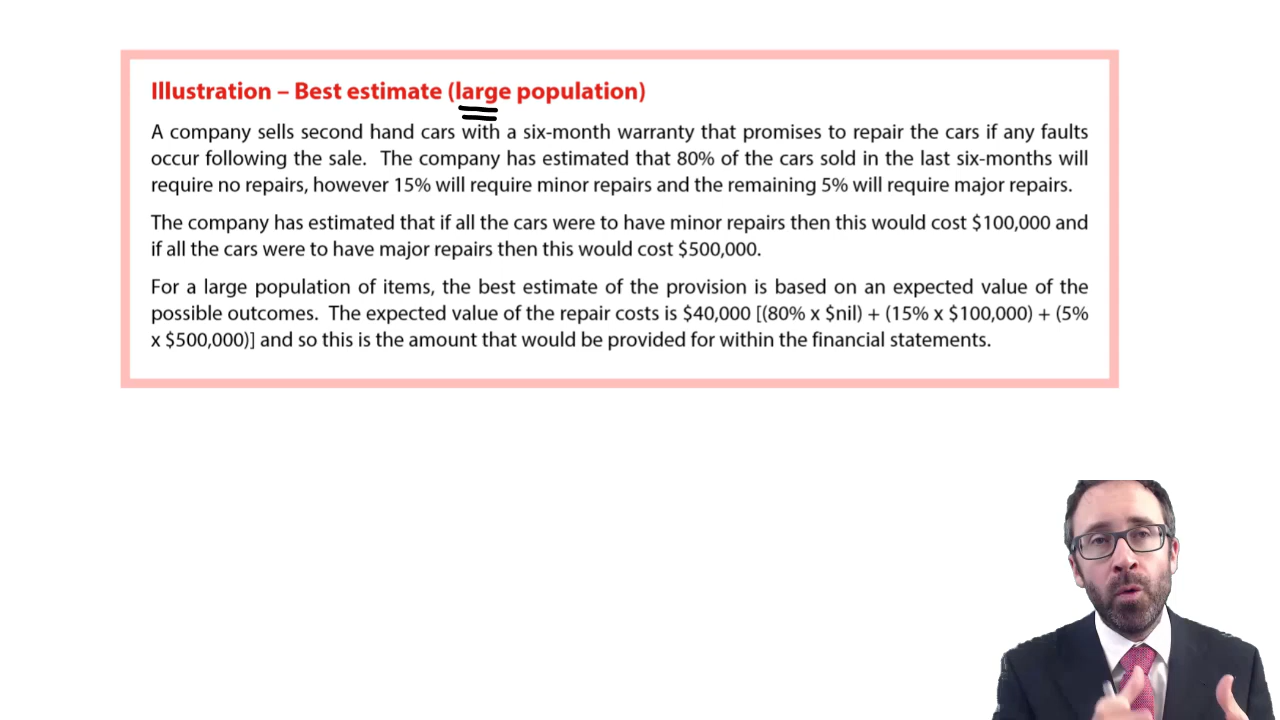 Illustration – Best estimate (large population)
A company sells second hand cars with a six-month warranty that promises to repair the cars if any faults
occur following the sale. The company has estimated that 80% of the cars sold in the last six-months will
require no repairs, however 15% will require minor repairs and the remaining 5% will require major repairs.
The company has estimated that if all the cars were to have minor repairs then this would cost $100,000 and
if all the cars were to have major repairs then this would cost $500,000.
For a large population of items, the best estimate of the provision is based on an expected value of the
possible outcomes. The expected value of the repair costs is $40,000 [(80% x $nil) + (15% x $100,000) + (5%
x $500,000)] and so this is the amount that would be provided for within the financial statements.